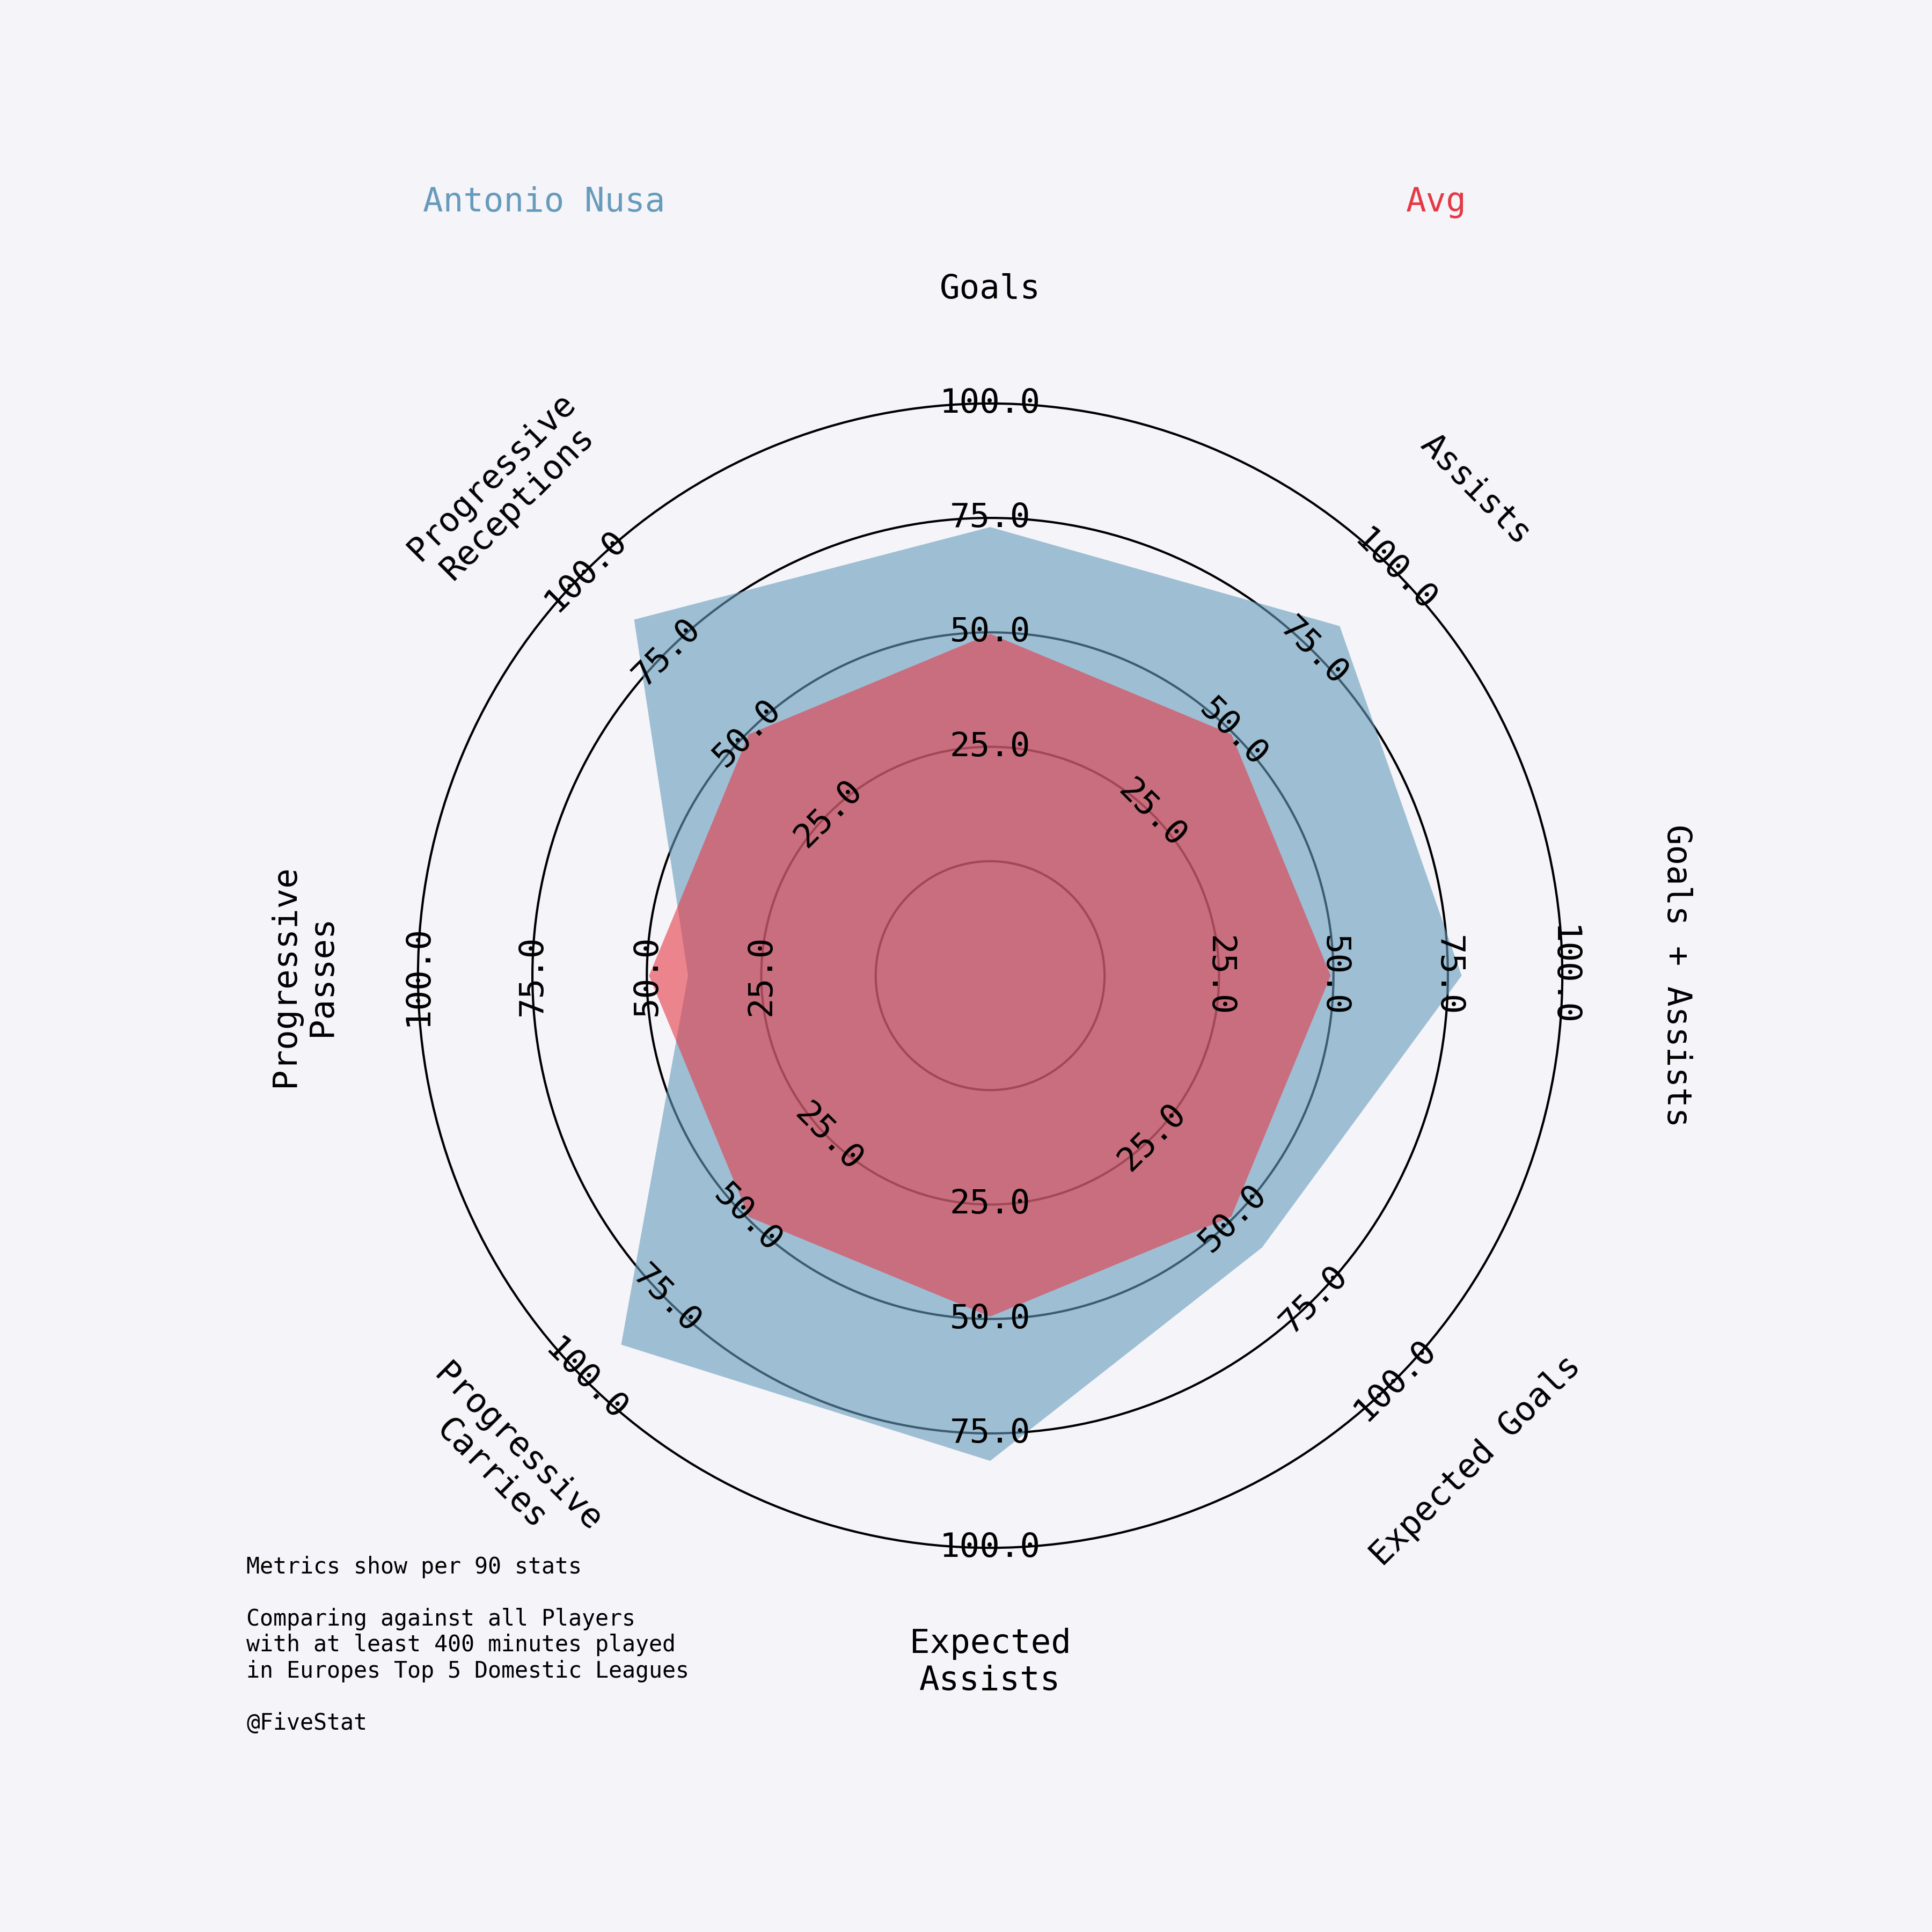 Antonio Nusa
Avg
Goals
Assists
Goals + Assists
Expected Goals
Expected
Assists
Progressive
Carries
Progressive
Passes
Progressive
Receptions
25.0
50.0
75.0
100.0
25.0
50.0
75.0
100.0
25.0
50.0
75.0
100.0
25.0
50.0
75.0
100.0
25.0
50.0
75.0
100.0
25.0
50.0
75.0
100.0
25.0
50.0
75.0
100.0
25.0
50.0
75.0
100.0
Metrics show per 90 stats
Comparing against all Players
with at least 400 minutes played
in Europes Top 5 Domestic Leagues
@FiveStat